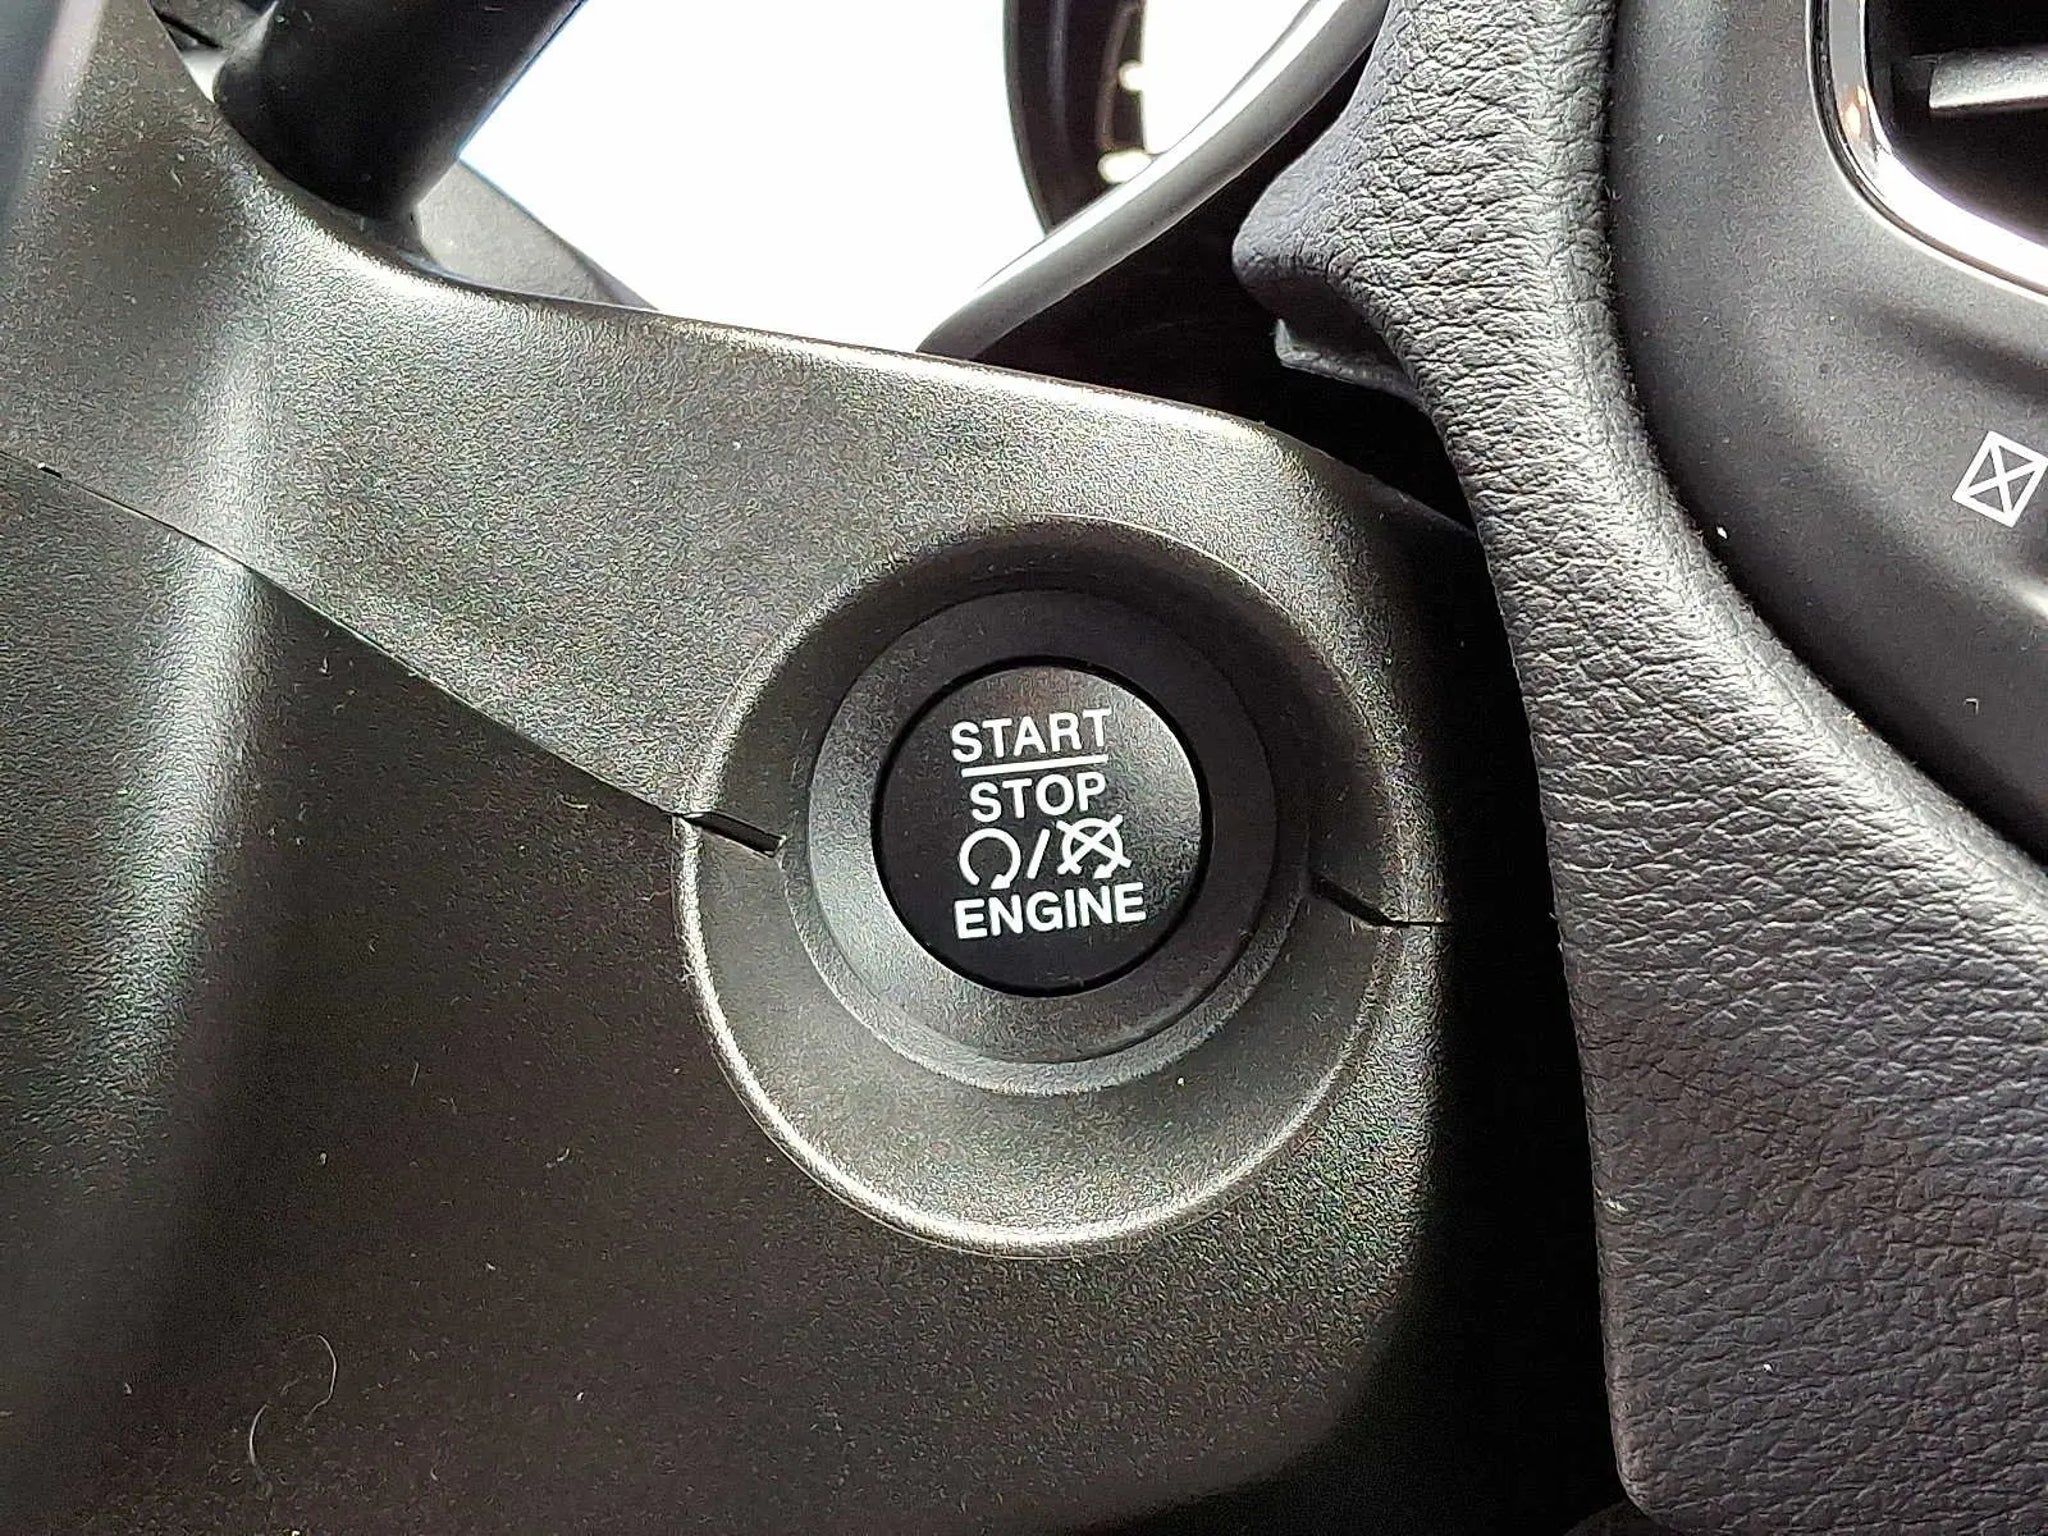 START
STOP
/
ENGINE